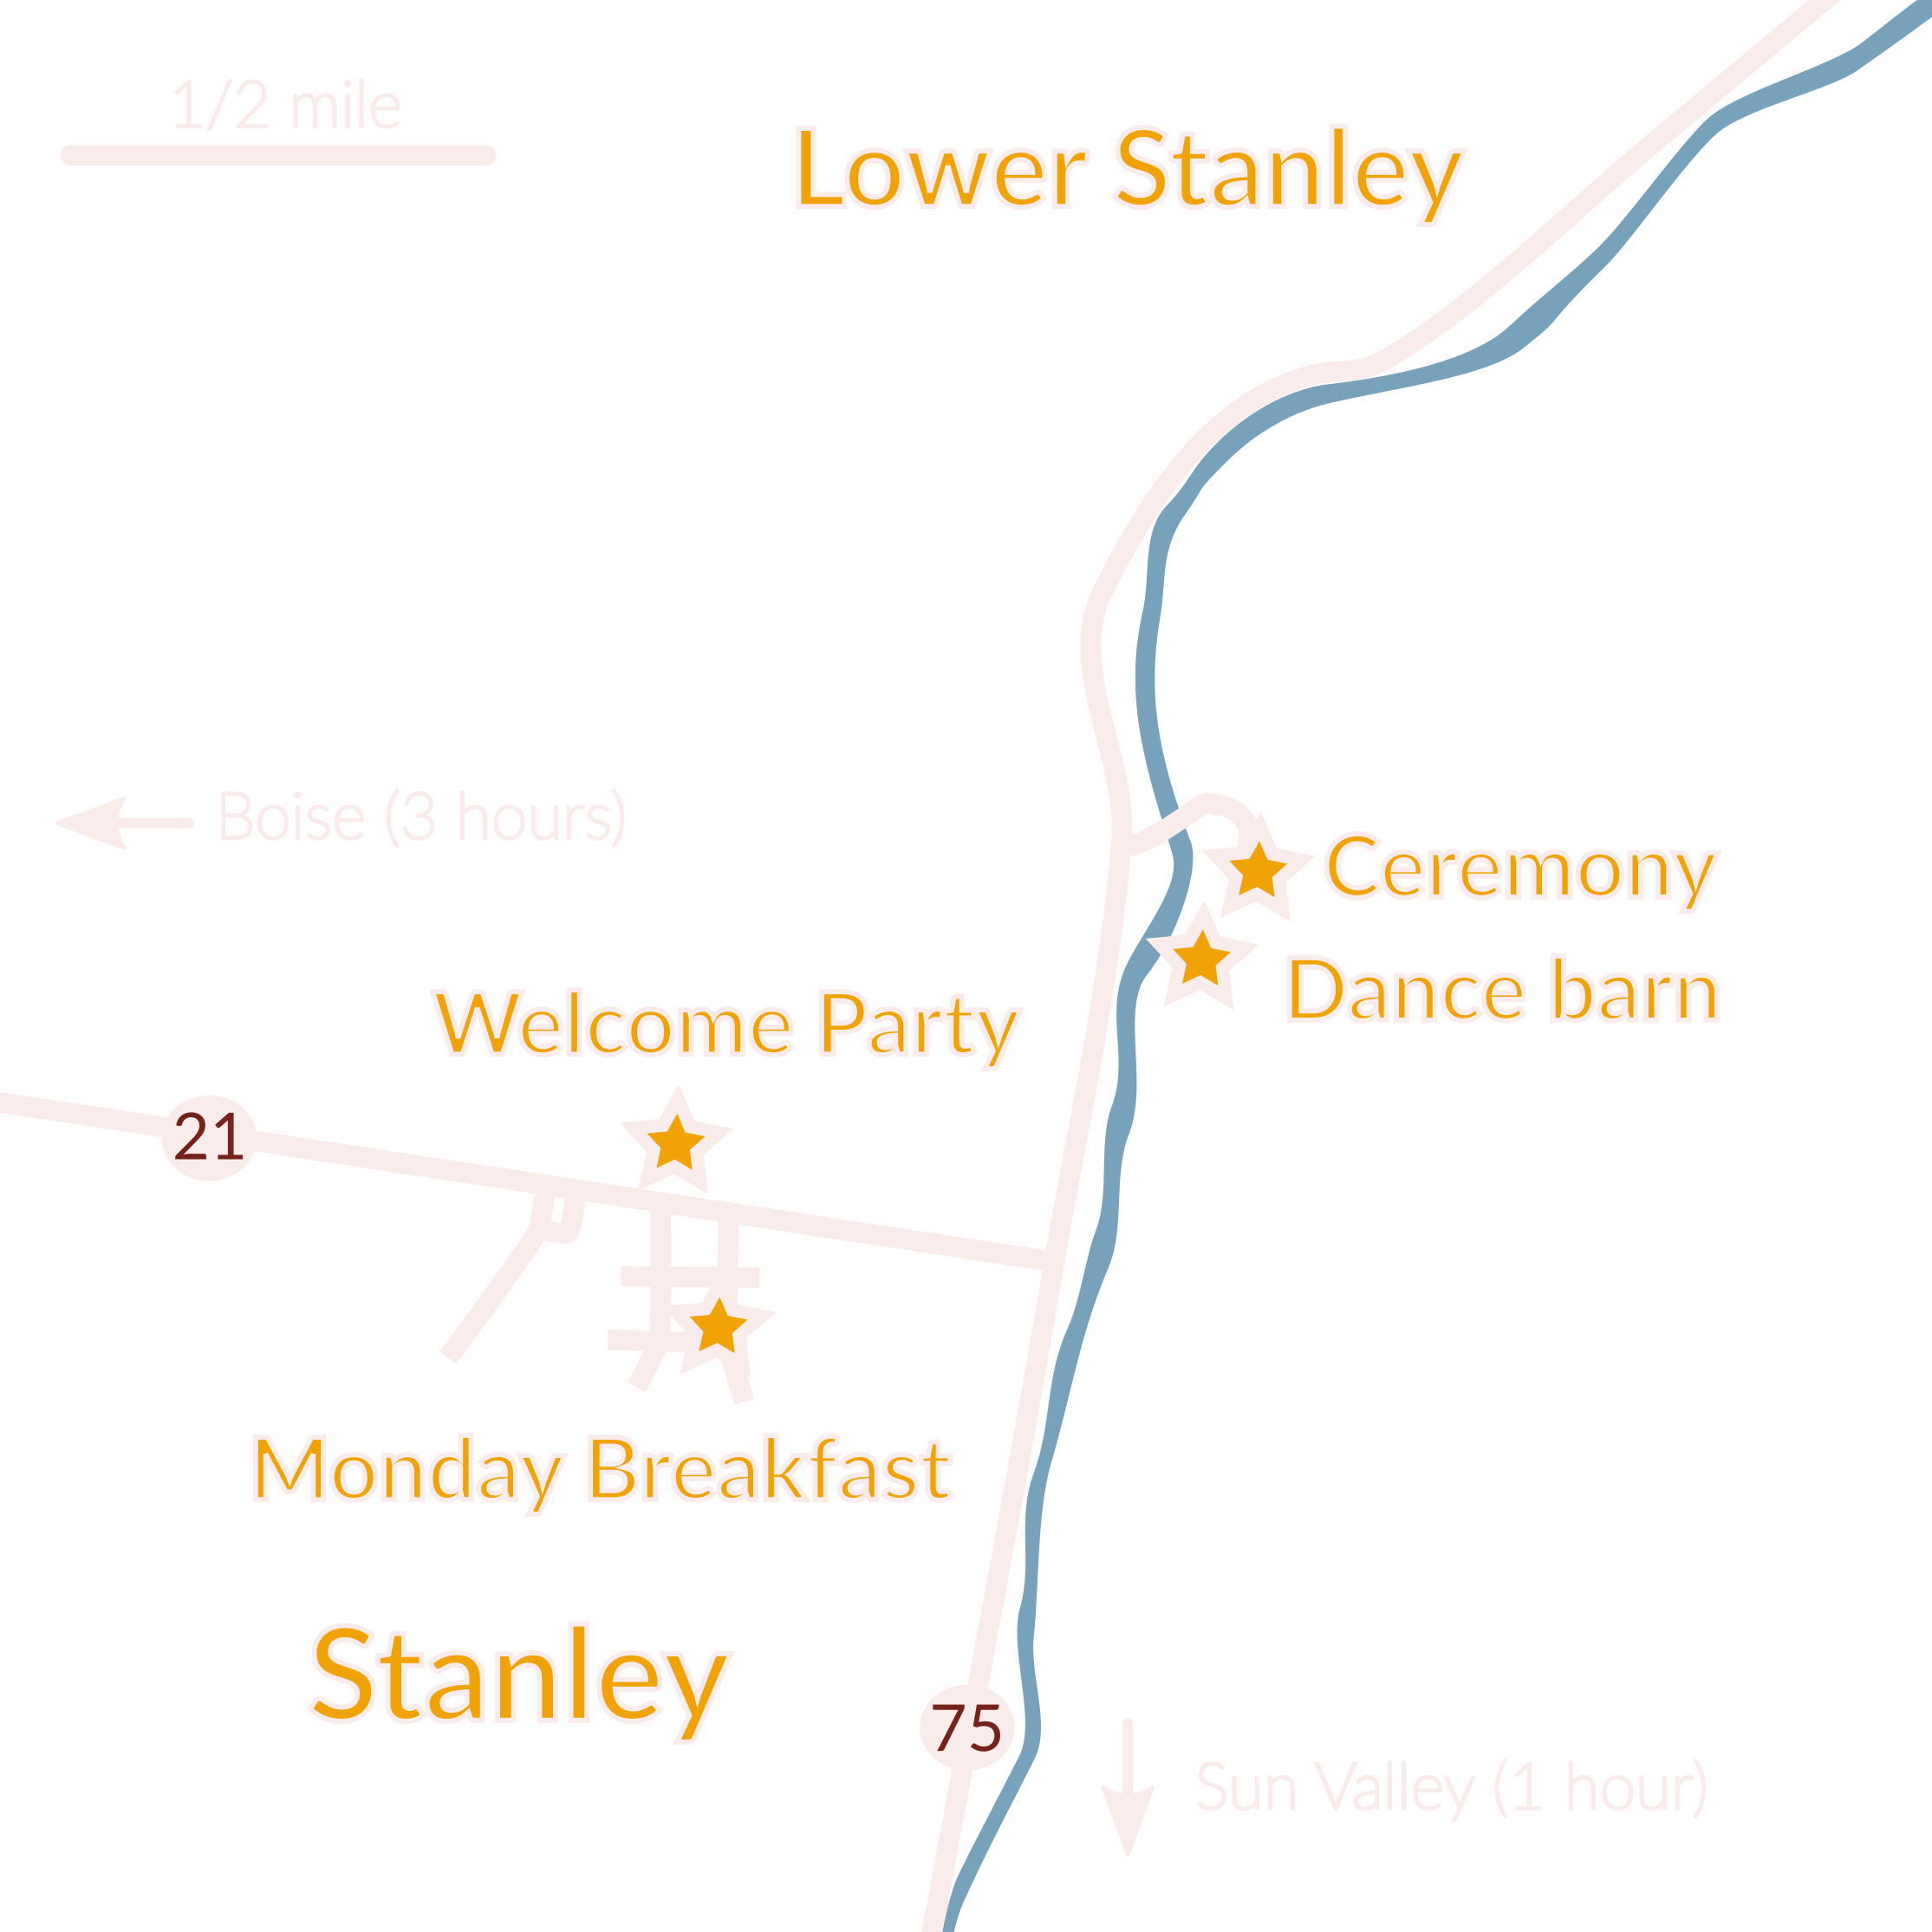 1/2 mile
Lower Stanley
Boise (3 hours)
Ceremony
Dance barn
Welcome Party
21
Monday Breakfast
Stanley
75
Sun Valley (1 hour)